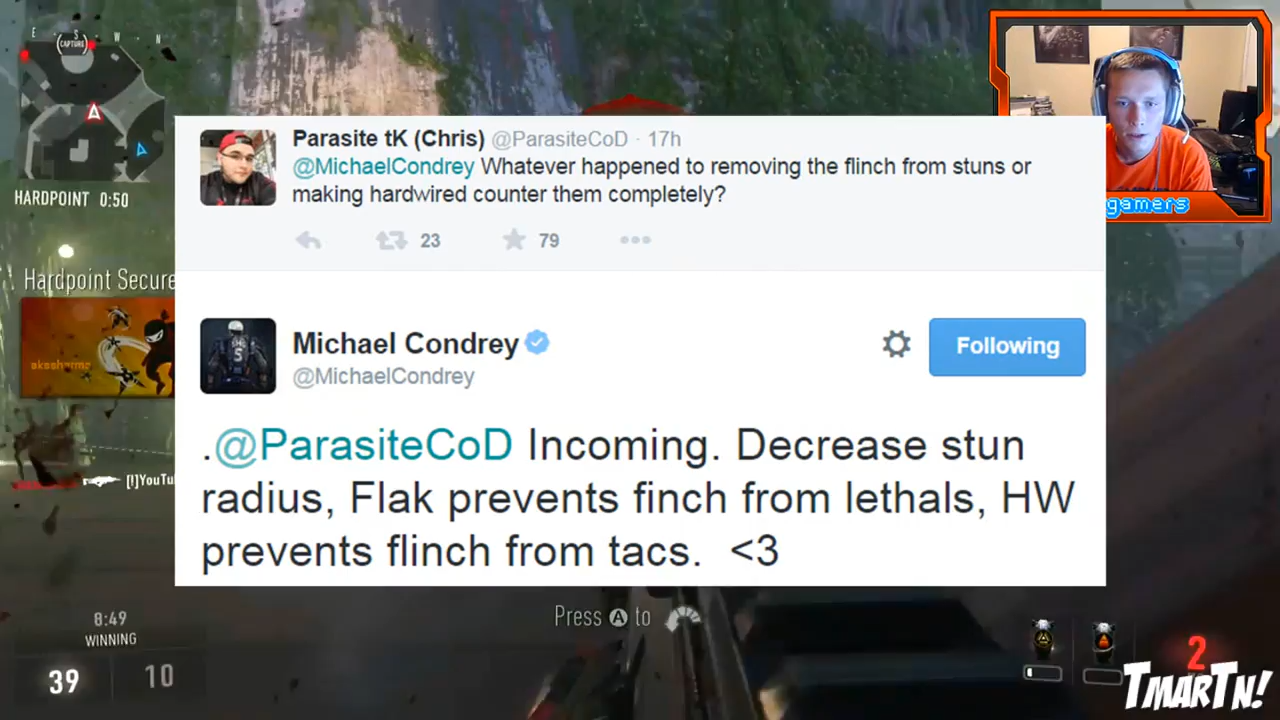 E S W N
(CAPTURE)
HARDPOINT 0:50
Hardpoint Secure
Parasite tK (Chris) @ParasiteCoD · 17h
@MichaelCondrey Whatever happened to removing the flinch from stuns or
making hardwired counter them completely?
23 79
Michael Condrey
@MichaelCondrey
Following
.@ParasiteCoD Incoming. Decrease stun
radius, Flak prevents finch from lethals, HW
prevents flinch from tacs. <3
gamers
[!]YouTu
Press A to
8:49
WINNING
39 10
2
TmarTn!